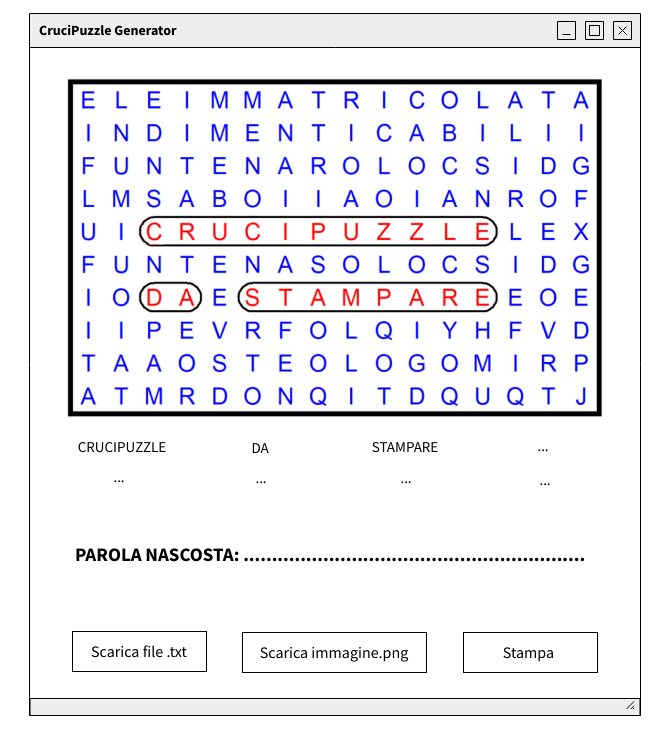 CruciPuzzle Generator
E L E I M M A T R I C O L A T A
I N D I M E N T I C A B I L I I
F U N T E N A R O L O C S I D G
L M S A B O I I A O I A N R O F
U I C R U C I P U Z Z L E L E X
F U N T E N A S O L O C S I D G
I O D A E S T A M P A R E E O E
I I P E V R F O L Q I Y H F V D
T A A O S T E O L O G O M I R P
A T M R D O N Q I T D Q U Q T J
CRUCIPUZZLE DA STAMPARE ...
... ... ... ...
PAROLA NASCOSTA: ............................................................
Scarica file .txt Scarica immagine.png Stampa